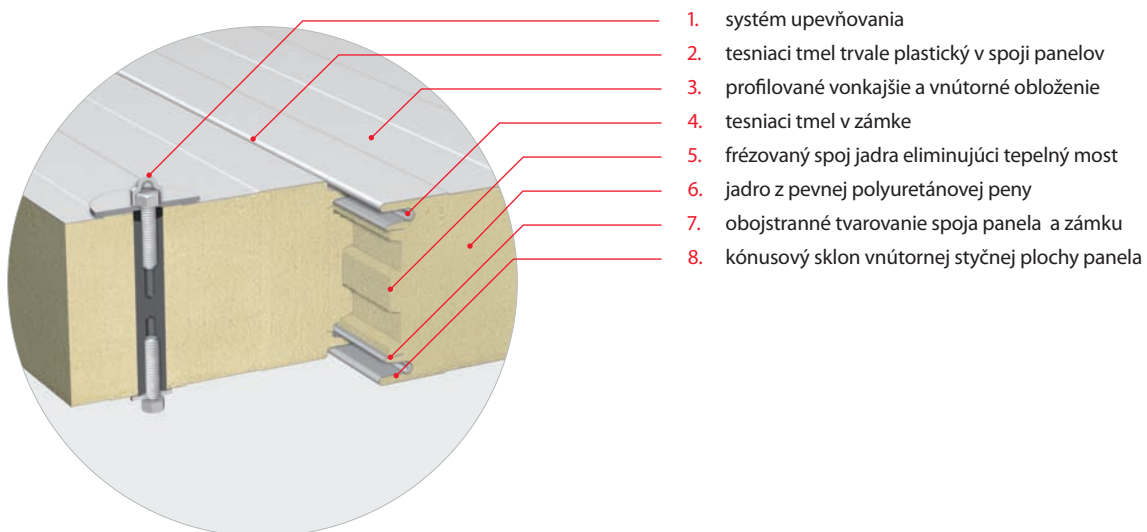 1. systém upevňovania
2. tesniaci tmel trvale plastický v spoji panelov
3. profilované vonkajšie a vnútorné obloženie
4. tesniaci tmel v zámke
5. frézovaný spoj jadra eliminujúci tepelný most
6. jadro z pevnej polyuretánovej peny
7. obojstranné tvarovanie spoja panela a zámku
8. kónusový sklon vnútornej styčnej plochy panela